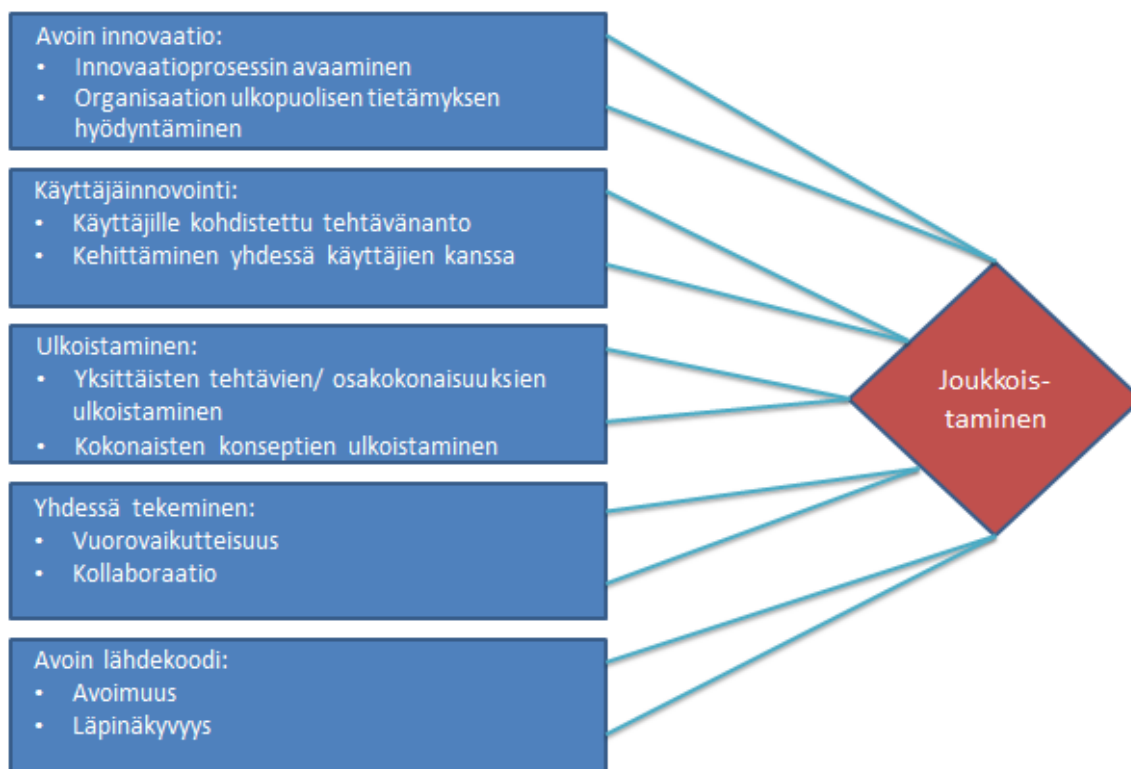 Avoin innovaatio:
• Innovaatioprosessin avaaminen
• Organisaation ulkopuolisen tietämyksen
hyödyntäminen
Käyttäjäinnovointi:
• Käyttäjille kohdistettu tehtävänanto
• Kehittäminen yhdessä käyttäjien kanssa
Ulkoistaminen:
• Yksittäisten tehtävien/ osakokonaisuuksien
ulkoistaminen
• Kokonaisten konseptien ulkoistaminen
Yhdessä tekeminen:
• Vuorovaikutteisuus
• Kollaboraatio
Avoin lähdekoodi:
• Avoimuus
• Läpinäkyvyys
Joukkois-
taminen